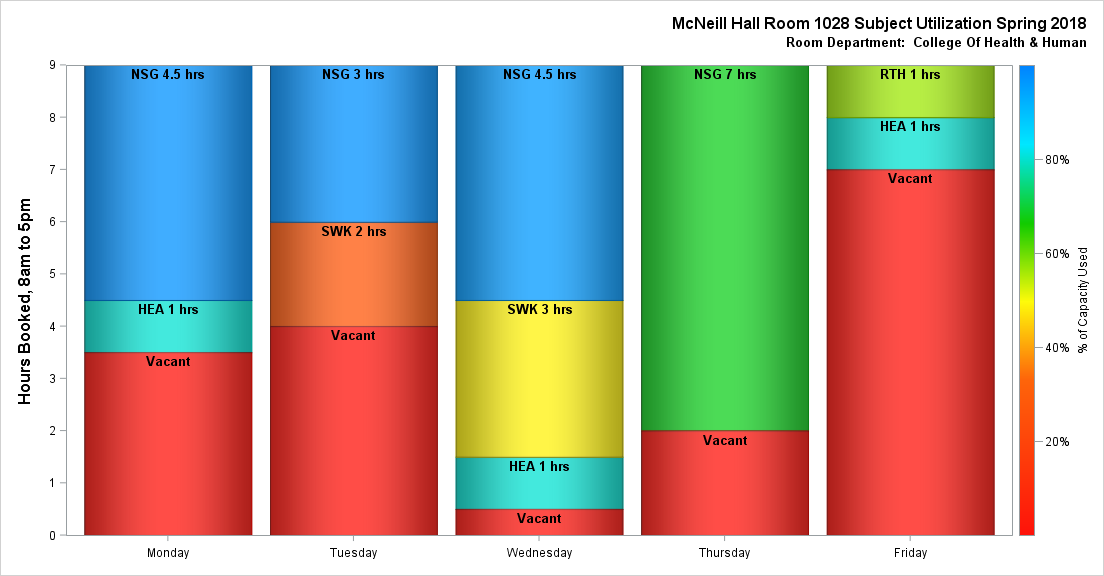 McNeill Hall Room 1028 Subject Utilization Spring 2018
Room Department:  College Of Health & Human
Hours Booked, 8am to 5pm
9
8
7
6
5
4
3
2
1
0
NSG 4.5 hrs
HEA 1 hrs
Vacant
Monday
NSG 3 hrs
SWK 2 hrs
Vacant
Tuesday
NSG 4.5 hrs
SWK 3 hrs
HEA 1 hrs
Vacant
Wednesday
NSG 7 hrs
Vacant
Thursday
RTH 1 hrs
HEA 1 hrs
Vacant
Friday
80%
60%
40%
20%
% of Capacity Used